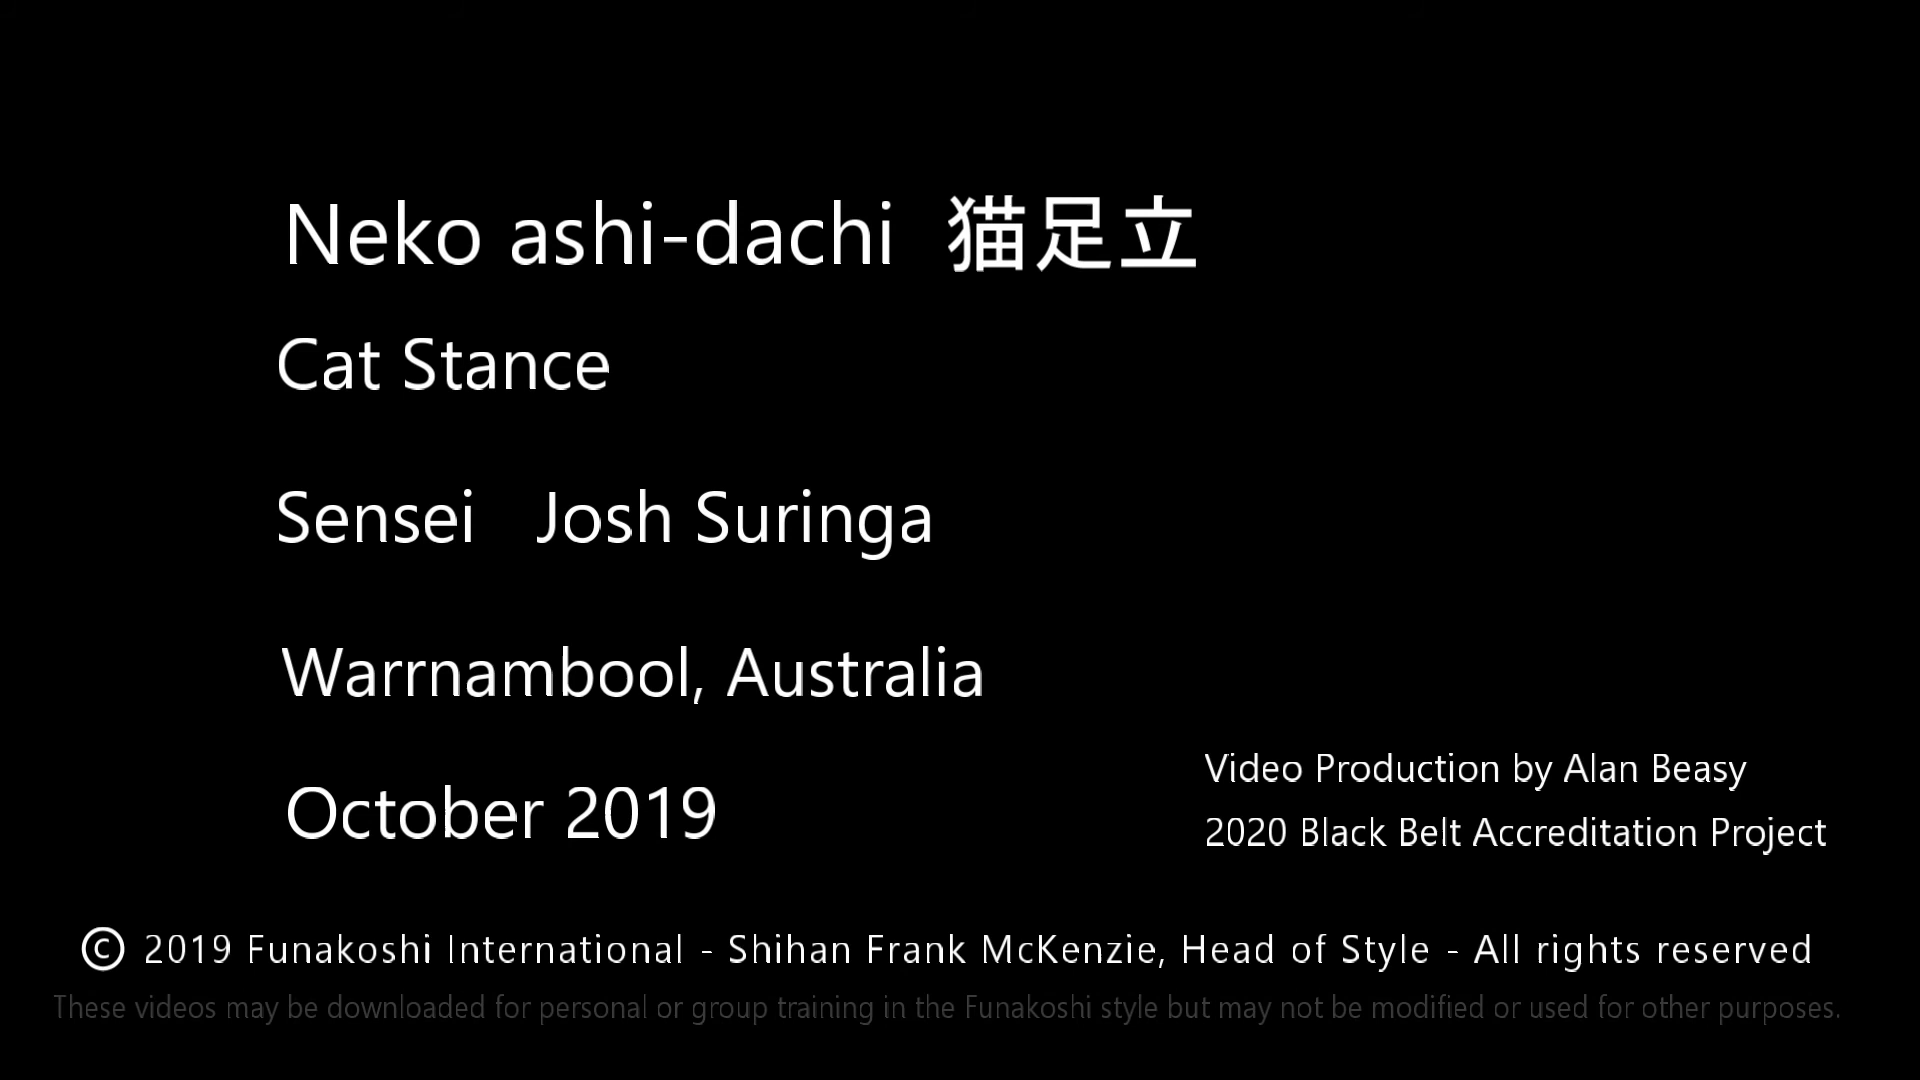 Neko ashi-dachi 猫足立
Cat Stance
Sensei Josh Suringa
Warrnambool, Australia
October 2019
Video Production by Alan Beasy
2020 Black Belt Accreditation Project
© 2019 Funakoshi International - Shihan Frank McKenzie, Head of Style - All rights reserved
These videos may be downloaded for personal or group training in the Funakoshi style but may not be modified or used for other purposes.